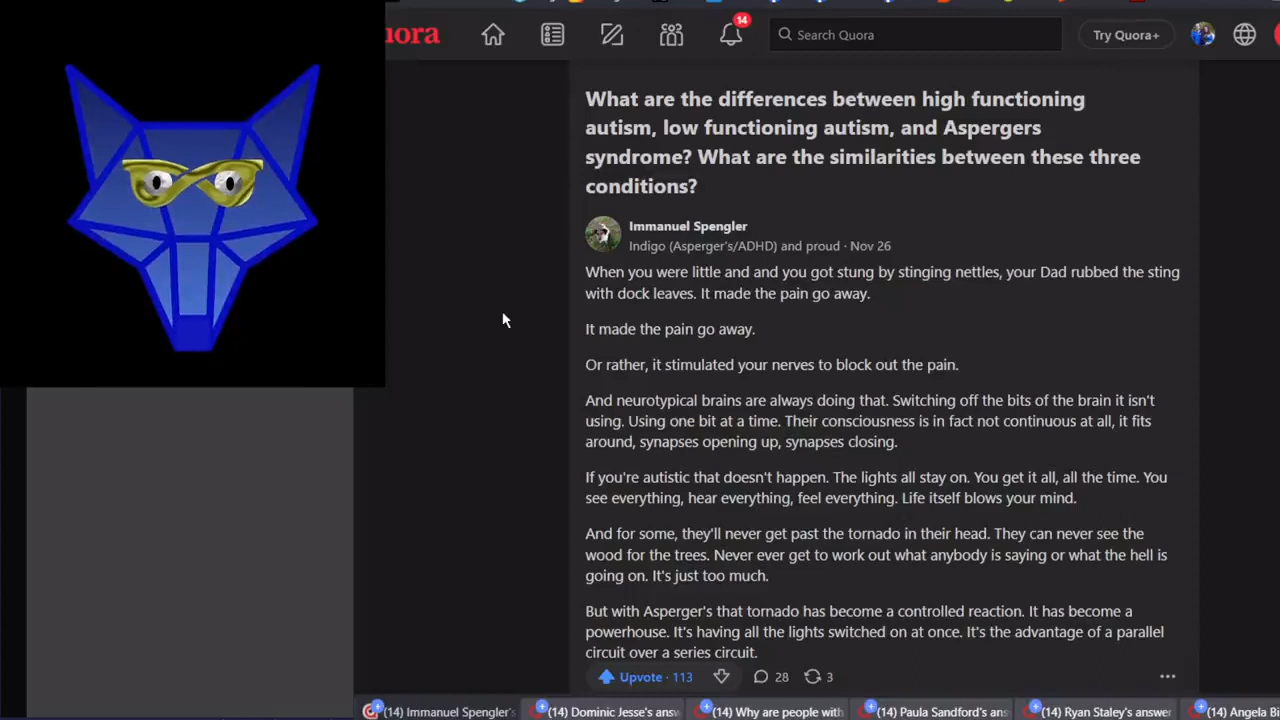 uora
14
Search Quora
Try Quora+
What are the differences between high functioning
autism, low functioning autism, and Aspergers
syndrome? What are the similarities between these three
conditions?
Immanuel Spengler
Indigo (Asperger's/ADHD) and proud · Nov 26
When you were little and and you got stung by stinging nettles, your Dad rubbed the sting
with dock leaves. It made the pain go away.
It made the pain go away.
Or rather, it stimulated your nerves to block out the pain.
And neurotypical brains are always doing that. Switching off the bits of the brain it isn't
using. Using one bit at a time. Their consciousness is in fact not continuous at all, it fits
around, synapses opening up, synapses closing.
If you're autistic that doesn't happen. The lights all stay on. You get it all, all the time. You
see everything, hear everything, feel everything. Life itself blows your mind.
And for some, they'll never get past the tornado in their head. They can never see the
wood for the trees. Never ever get to work out what anybody is saying or what the hell is
going on. It's just too much.
But with Asperger's that tornado has become a controlled reaction. It has become a
powerhouse. It's having all the lights switched on at once. It's the advantage of a parallel
circuit over a series circuit.
Upvote · 113
28
3
(14) Immanuel Spengler's
(14) Dominic Jesse's answ
(14) Why are people with
(14) Paula Sandford's ans
(14) Ryan Staley's answer
(14) Angela B